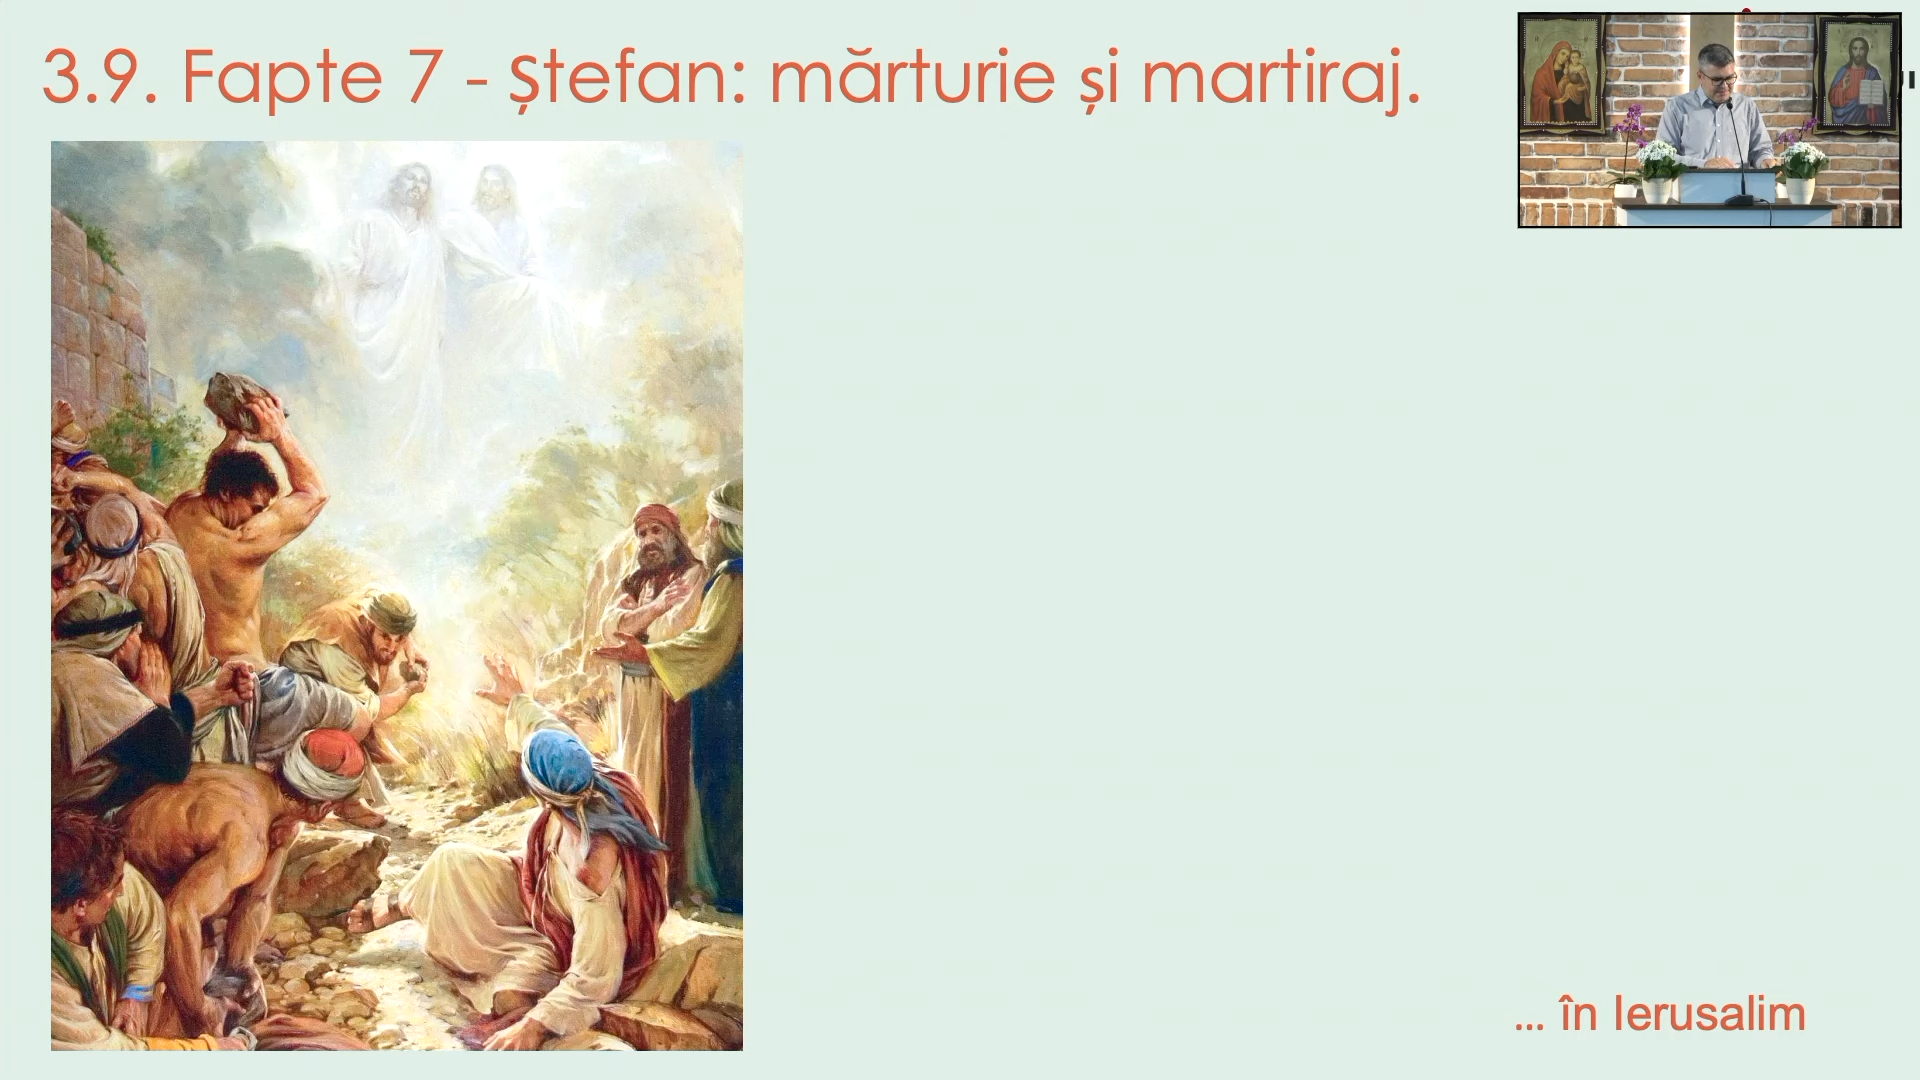 3.9. Fapte 7 - Ștefan: mărturie și martiraj.
... în Ierusalim